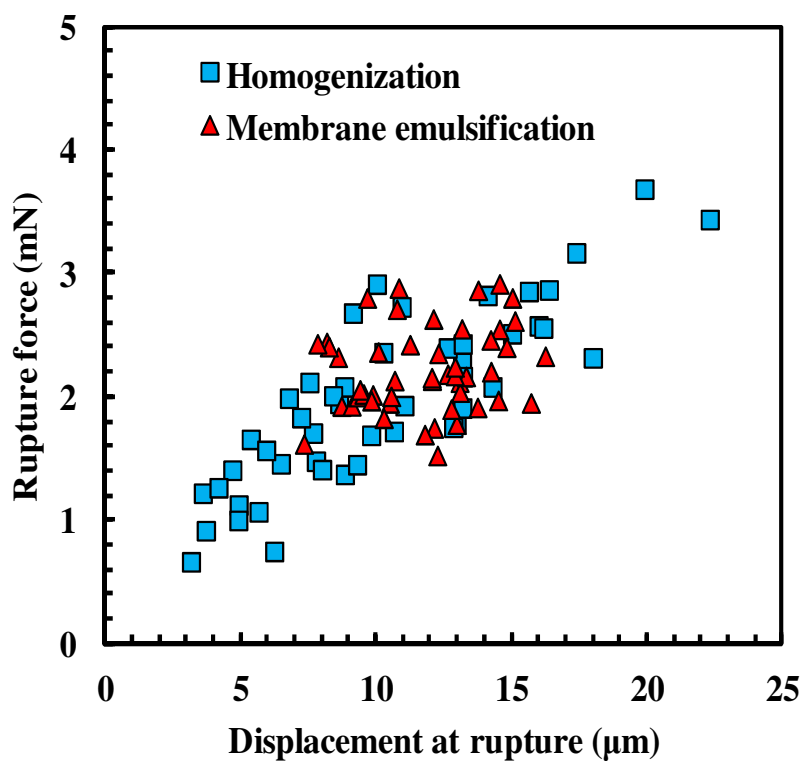 5
4
3
2
1
0
Rupture force (mN)
Homogenization
Membrane emulsification
0 5 10 15 20 25
Displacement at rupture (μm)